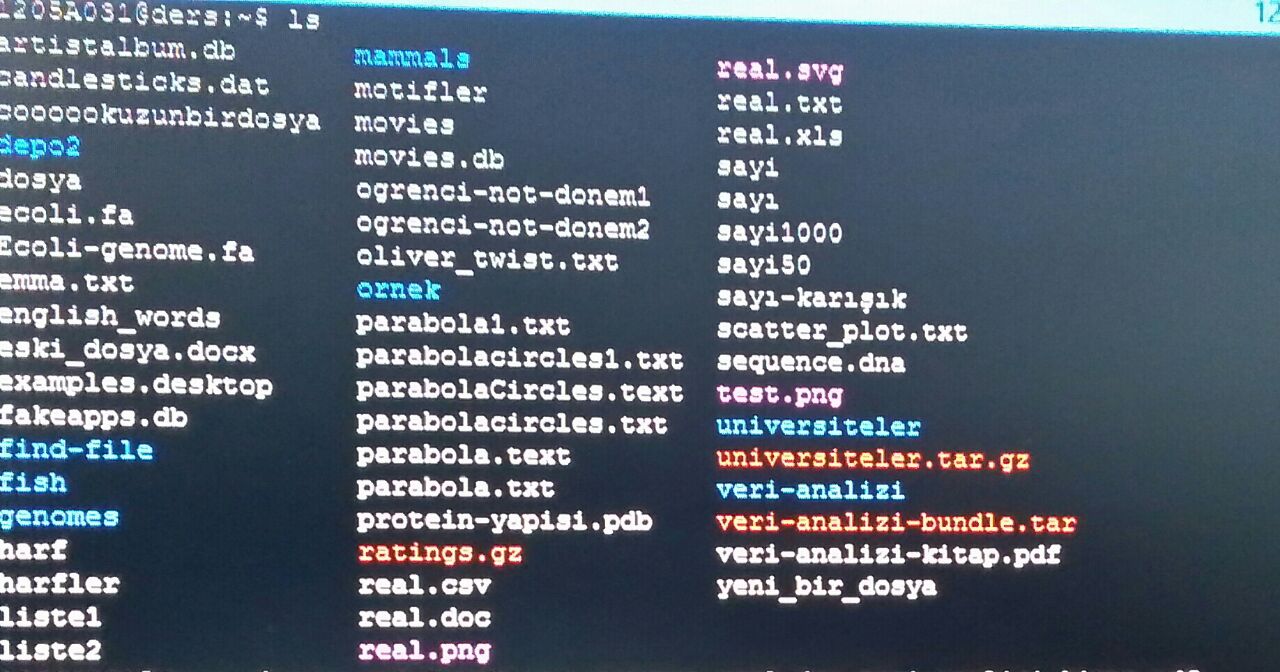 1205A031@ders:~$ ls
artistalbum.db mammals real.svg
candlesticks.dat motifler real.txt
coooookuzunbirdosya movies real.xls
depo2 movies.db sayi
dosya ogrenci-not-donem1 sayı
ecoli.fa ogrenci-not-donem2 sayi1000
Ecoli-genome.fa oliver_twist.txt sayi50
emma.txt ornek sayı-karışık
english_words parabola1.txt scatter_plot.txt
eski_dosya.docx parabolacircles1.txt sequence.dna
examples.desktop parabolaCircles.text test.png
fakeapps.db parabolacircles.txt universiteler
find-file parabola.text universiteler.tar.gz
fish parabola.txt veri-analizi
genomes protein-yapisi.pdb veri-analizi-bundle.tar
harf ratings.gz veri-analizi-kitap.pdf
harfler real.csv yeni_bir_dosya
liste1 real.doc
liste2 real.png